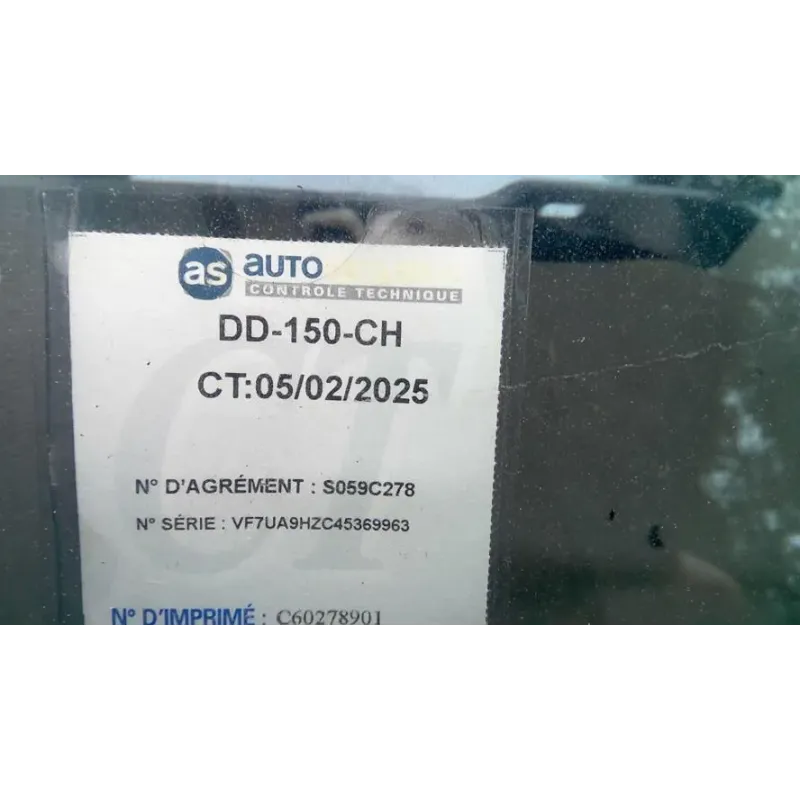 as AUTO
CONTROLE TECHNIQUE
DD-150-CH
CT:05/02/2025
N° D'AGRÉMENT : S059C278
N° SÉRIE : VF7UA9HZC45369963
N° D'IMPRIMÉ : C60278901